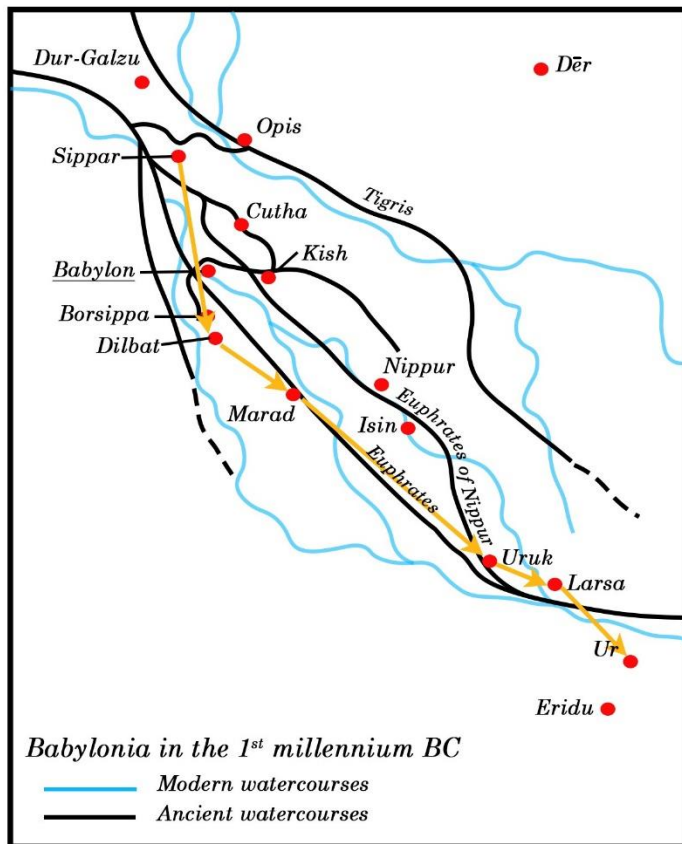 Dur-Galzu
Dēr
Opis
Sippar
Tigris
Cutha
Kish
Babylon
Borsippa
Dilbat
Nippur
Marad
Isin
Euphrates of Nippur
Euphrates
Uruk
Larsa
Ur
Eridu
Babylonia in the 1st millennium BC
Modern watercourses
Ancient watercourses